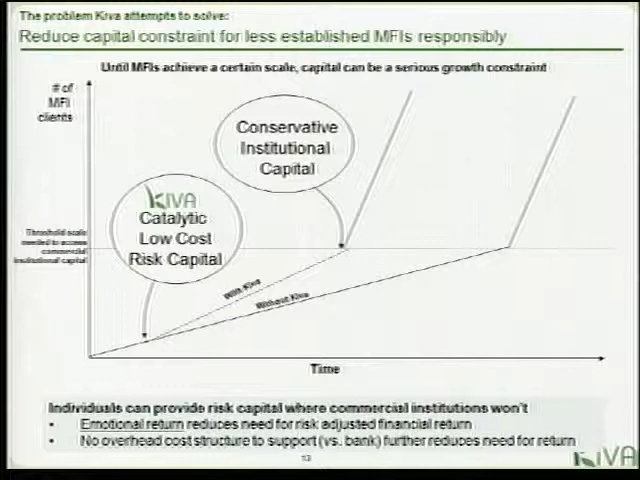 The problem Kiva attempts to solve:
Reduce capital constraint for less established MFIs responsibly
Until MFIs achieve a certain scale, capital can be a serious growth constraint
# of
MFI
clients
Conservative
Institutional
Capital
KIVA
Catalytic
Low Cost
Risk Capital
Threshold scale
needed to access
commercial
institutional capital
With Kiva
Without Kiva
Time
Individuals can provide risk capital where commercial institutions won't
• Emotional return reduces need for risk adjusted financial return
• No overhead cost structure to support (vs. bank) further reduces need for return
13
KIVA